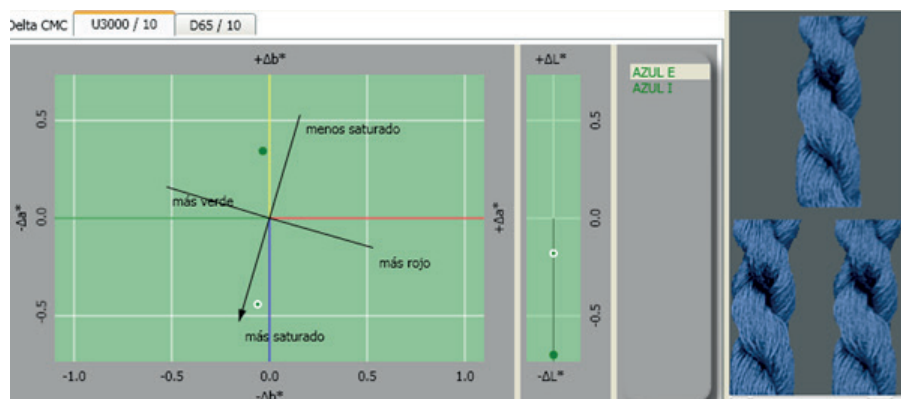 Delta CMC
U3000 / 10
D65 / 10
+Δb*
+ΔL*
AZUL E
AZUL I
0.5
menos saturado
0.5
más verde
-Δa*
0.0
+Δa*
0.0
más rojo
-0.5
más saturado
-0.5
-1.0
-0.5
0.0
0.5
1.0
-ΔL*
-Δb*